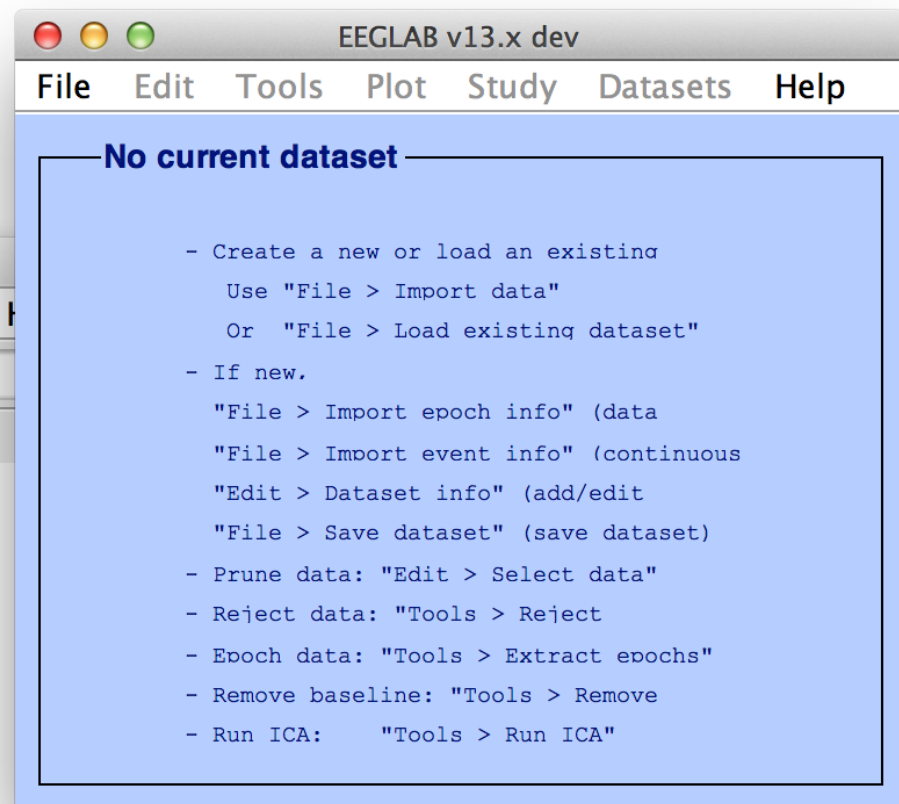 EEGLAB v13.x dev
File Edit Tools Plot Study Datasets Help
No current dataset
- Create a new or load an existing
Use "File > Import data"
Or "File > Load existing dataset"
- If new,
"File > Import epoch info" (data
"File > Import event info" (continuous
"Edit > Dataset info" (add/edit
"File > Save dataset" (save dataset)
- Prune data: "Edit > Select data"
- Reject data: "Tools > Reject
- Epoch data: "Tools > Extract epochs"
- Remove baseline: "Tools > Remove
- Run ICA: "Tools > Run ICA"